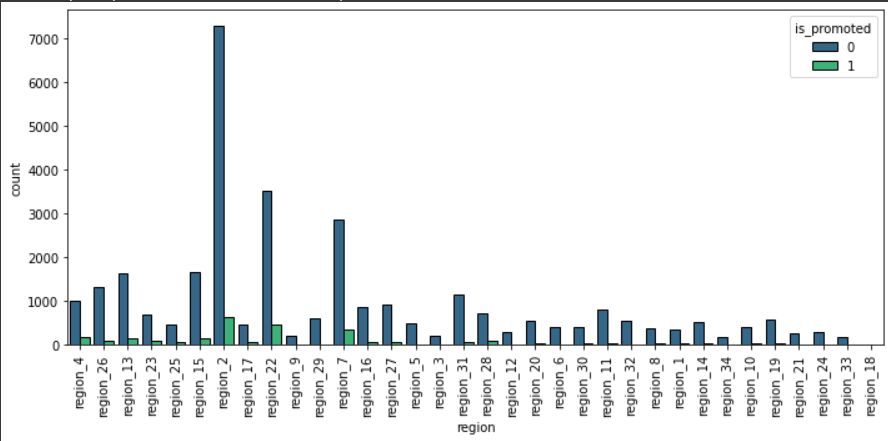 is_promoted
0
1
7000
6000
5000
4000
3000
2000
1000
0
count
region_4
region_26
region_13
region_23
region_25
region_15
region_2
region_17
region_22
region_9
region_29
region_7
region_16
region_27
region_5
region_3
region_31
region_28
region_12
region_20
region_6
region_30
region_11
region_32
region_8
region_1
region_14
region_34
region_10
region_19
region_21
region_24
region_33
region_18
region